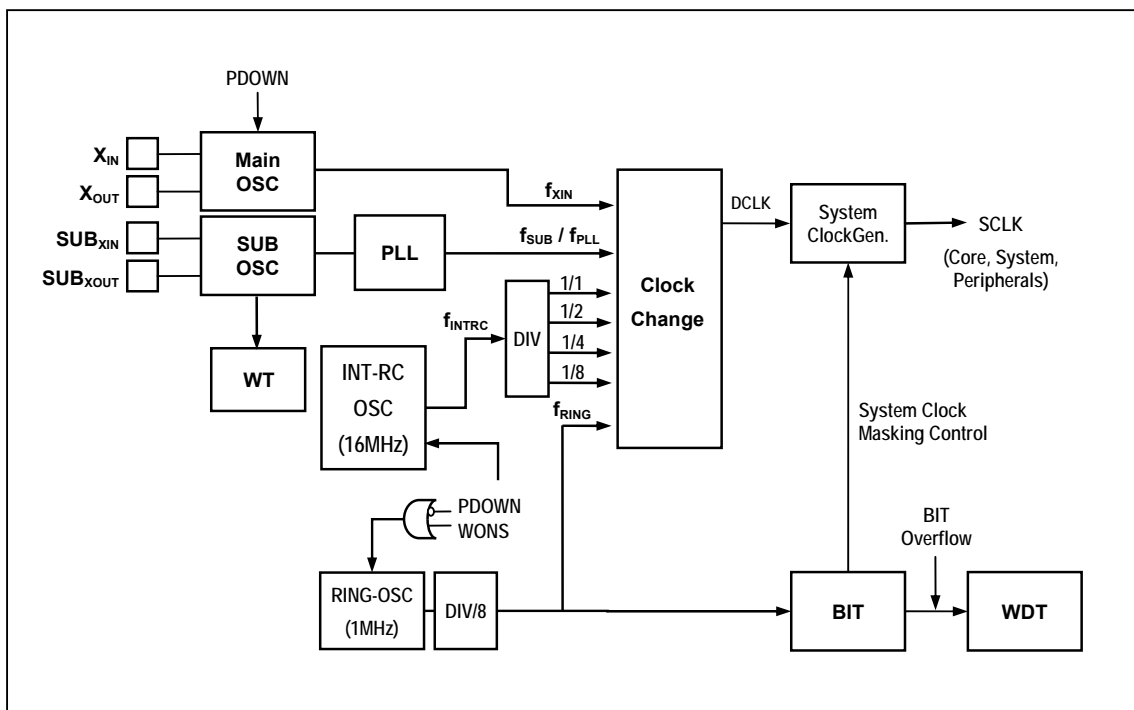 PDOWN
XIN
XOUT
Main
OSC
SUBXIN
SUBXOUT
SUB
OSC
PLL
WT
fXIN
fSUB / fPLL
fINTRC
DIV
1/1
1/2
1/4
1/8
fRING
Clock
Change
DCLK
System
ClockGen.
SCLK
(Core, System,
Peripherals)
INT-RC
OSC
(16MHz)
System Clock
Masking Control
PDOWN
WONS
RING-OSC
(1MHz)
DIV/8
BIT
BIT
Overflow
WDT